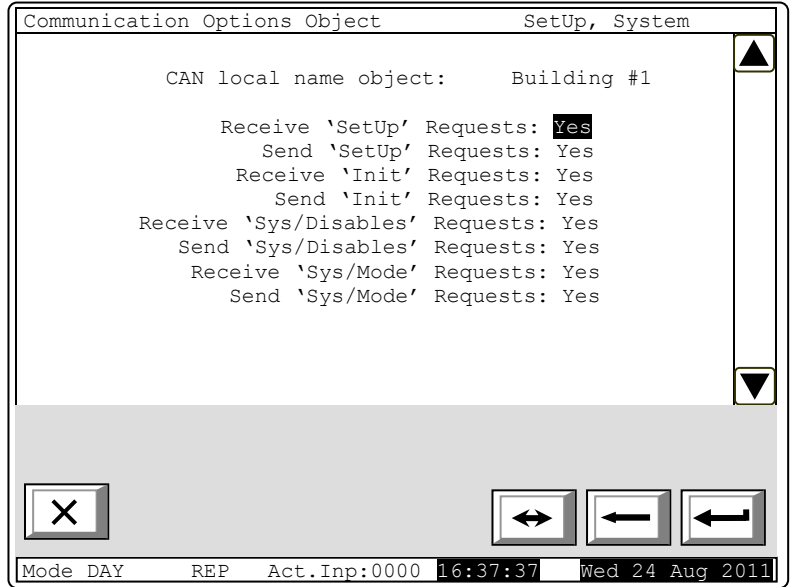 Communication Options Object SetUp, System
CAN local name object: Building #1
Receive ‘SetUp’ Requests: Yes
Send ‘SetUp’ Requests: Yes
Receive ‘Init’ Requests: Yes
Send ‘Init’ Requests: Yes
Receive ‘Sys/Disables’ Requests: Yes
Send ‘Sys/Disables’ Requests: Yes
Receive ‘Sys/Mode’ Requests: Yes
Send ‘Sys/Mode’ Requests: Yes
Mode DAY REP Act.Inp:0000 16:37:37 Wed 24 Aug 2011